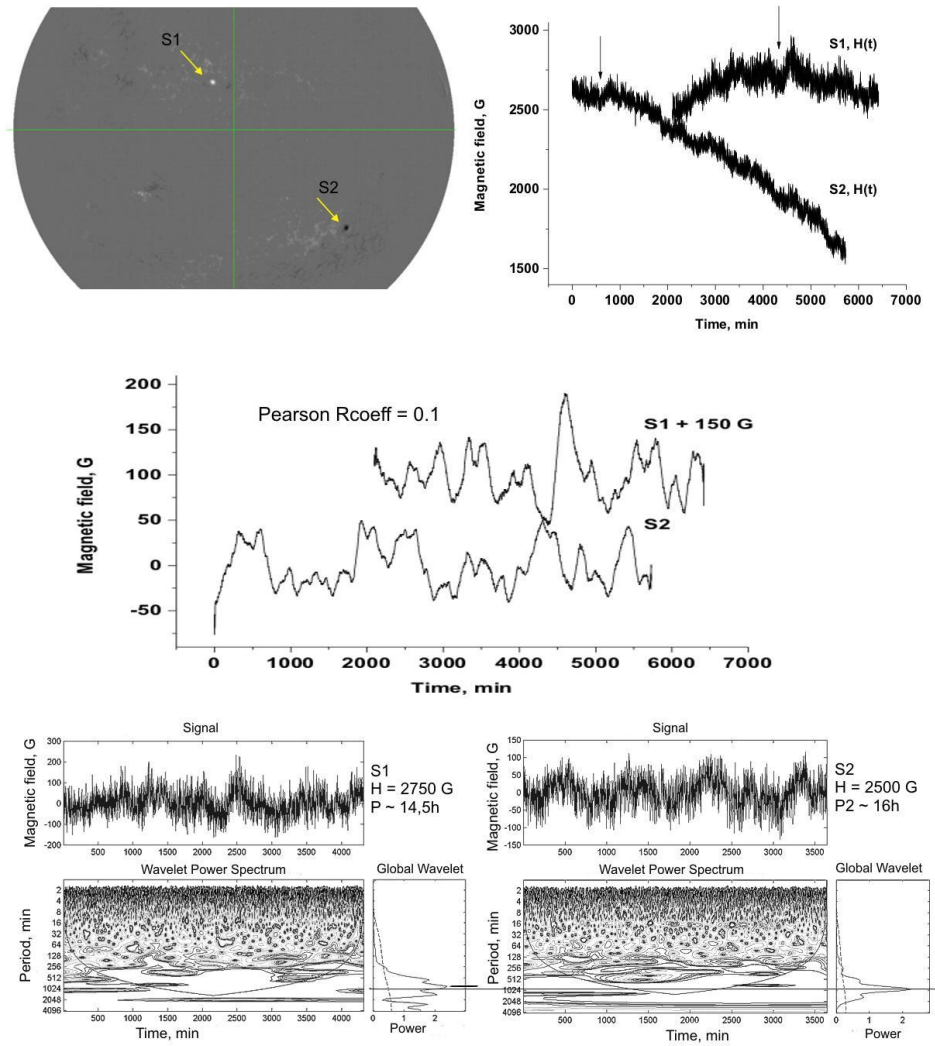 S1
S2
3000
2500
2000
1500
Magnetic field, G
S1, H(t)
S2, H(t)
0 1000 2000 3000 4000 5000 6000 7000
Time, min
200
150
100
50
0
-50
Magnetic field, G
Pearson Rcoeff = 0.1
S1 + 150 G
S2
0 1000 2000 3000 4000 5000 6000 7000
Time, min
Signal
Magnetic field, G
300
200
100
0
-100
-200
500 1000 1500 2000 2500 3000 3500 4000
S1
H = 2750 G
P ~ 14,5h
Wavelet Power Spectrum
Global Wavelet
Period, min
2
4
8
16
32
64
128
256
512
1024
2048
4096
500 1000 1500 2000 2500 3000 3500 4000
Time, min
0 1 2
Power
Signal
Magnetic field, G
150
100
50
0
-50
-100
-150
500 1000 1500 2000 2500 3000 3500
S2
H = 2500 G
P2 ~ 16h
Wavelet Power Spectrum
Global Wavelet
Period, min
2
4
8
16
32
64
128
256
512
1024
2048
4096
500 1000 1500 2000 2500 3000 3500
Time, min
0 1 2
Power